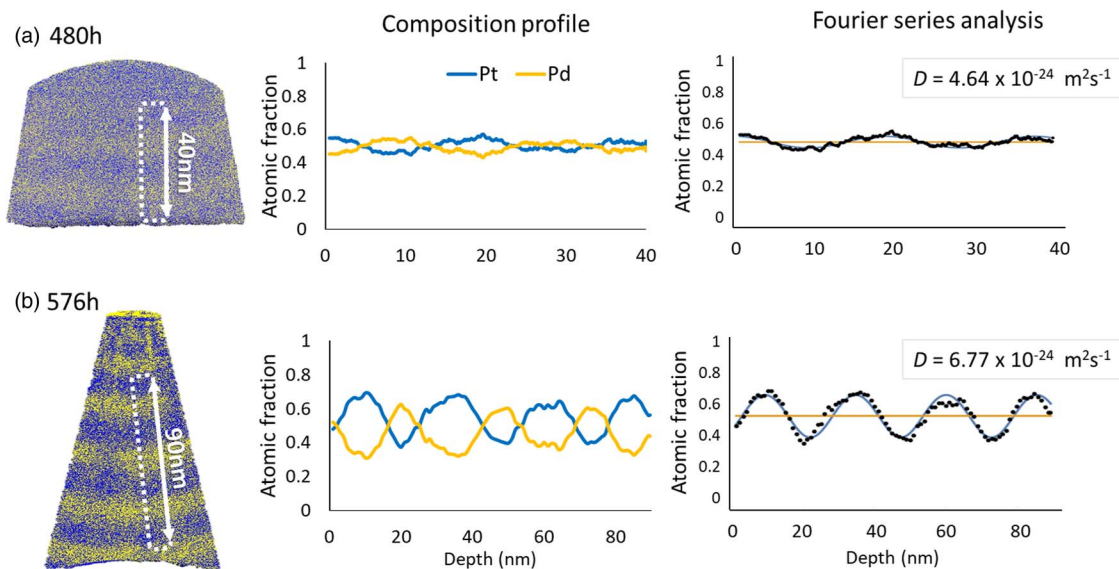 Composition profile
Fourier series analysis
(a) 480h
40nm
Atomic fraction
1
0.8
0.6
0.4
0.2
0
Pt Pd
0 10 20 30 40
Atomic fraction
1
0.8
0.6
0.4
0.2
0
D = 4.64 x 10⁻²⁴ m²s⁻¹
0 10 20 30 40
(b) 576h
90nm
Atomic fraction
1
0.8
0.6
0.4
0.2
0
0 20 40 60 80
Depth (nm)
Atomic fraction
1
0.8
0.6
0.4
0.2
0
D = 6.77 x 10⁻²⁴ m²s⁻¹
0 20 40 60 80
Depth (nm)